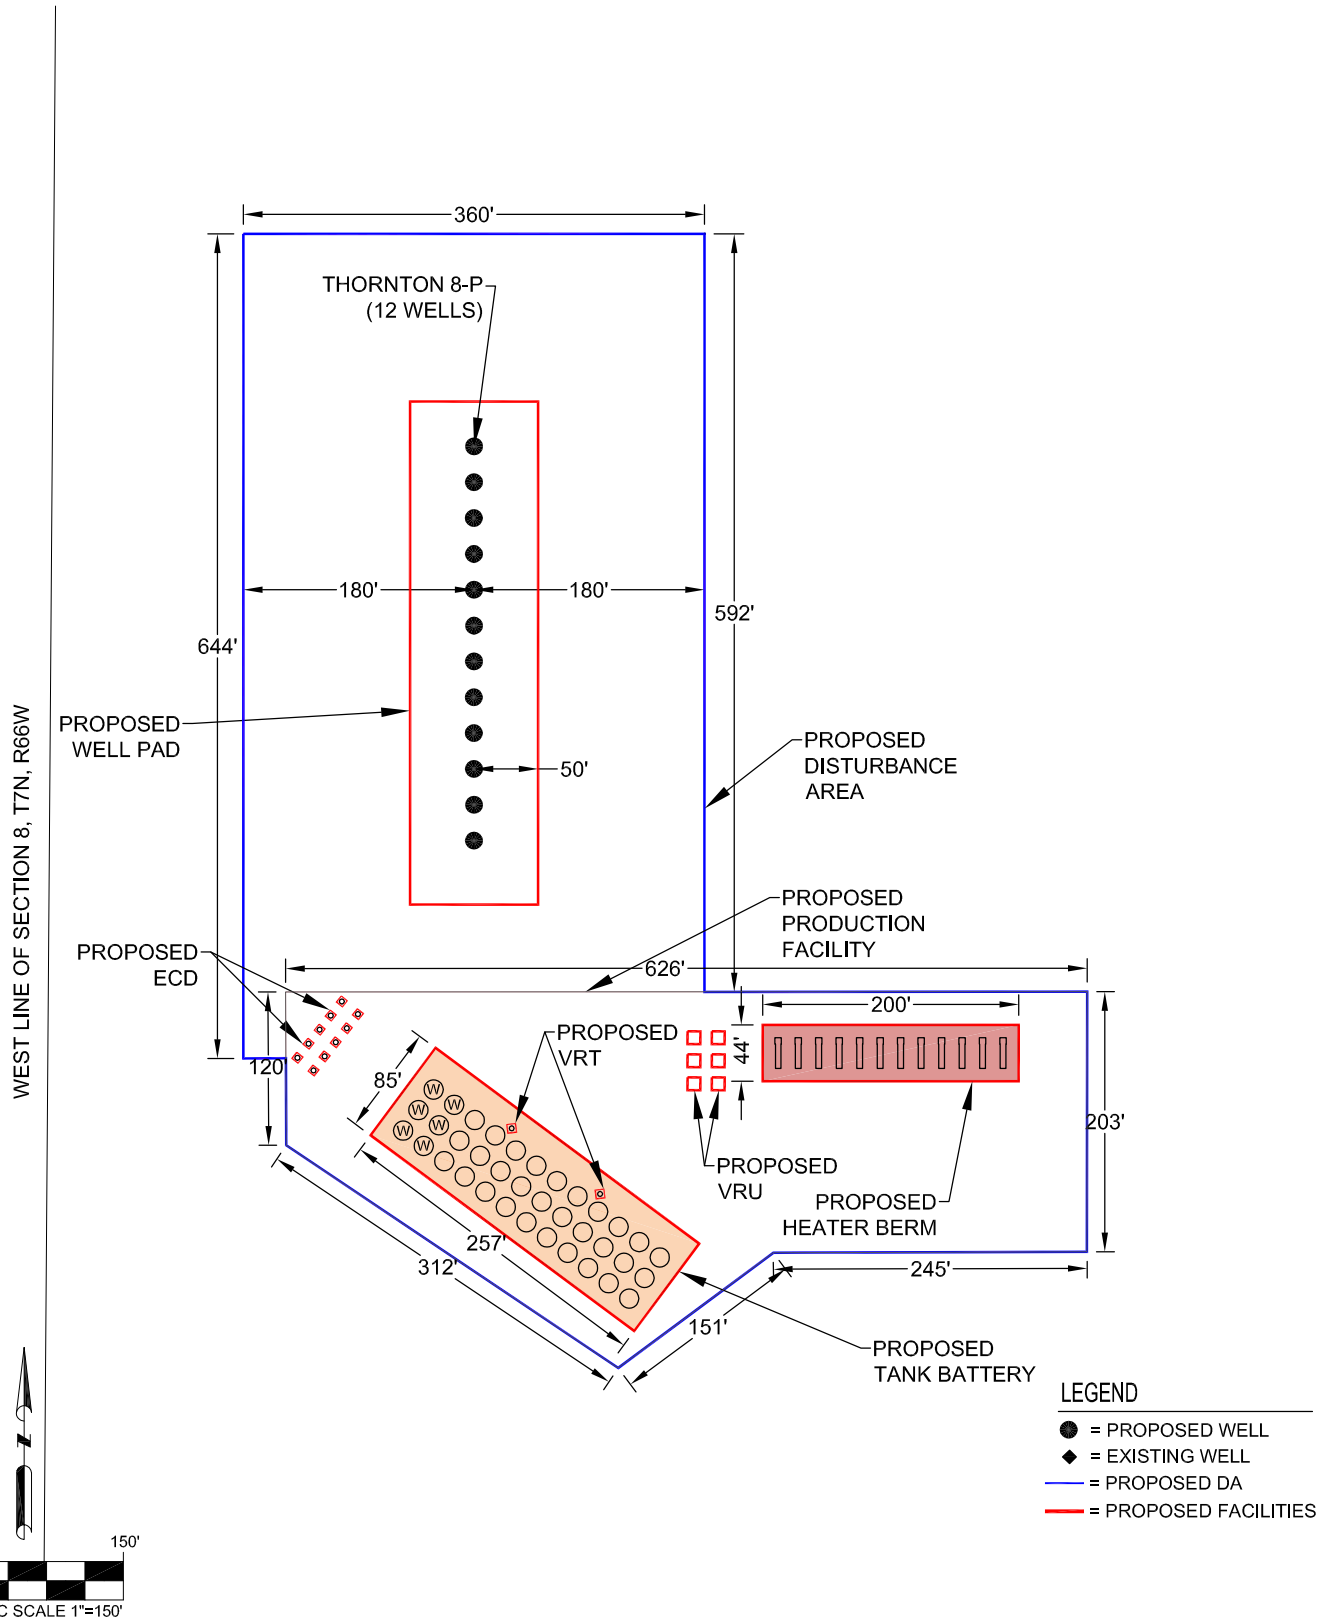 360'
THORNTON 8-P
(12 WELLS)
180'
180'
592'
644'
PROPOSED
WELL PAD
PROPOSED
DISTURBANCE
AREA
50'
WEST LINE OF SECTION 8, T7N, R66W
PROPOSED
PRODUCTION
FACILITY
PROPOSED
ECD
626'
200'
44'
PROPOSED
VRT
120'
85'
203'
W
W
W
W
W
W
PROPOSED
VRU
PROPOSED
HEATER BERM
257'
312'
245'
151'
PROPOSED
TANK BATTERY
LEGEND
= PROPOSED WELL
= EXISTING WELL
= PROPOSED DA
= PROPOSED FACILITIES
N
150'
C SCALE 1"=150'